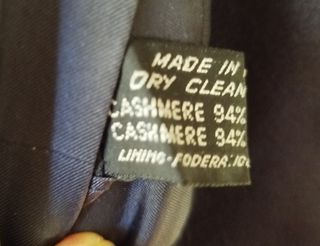 MADE IN
DRY CLEAN
CASHMERE 94%
CASHMERE 94%
LINING-FODERA: